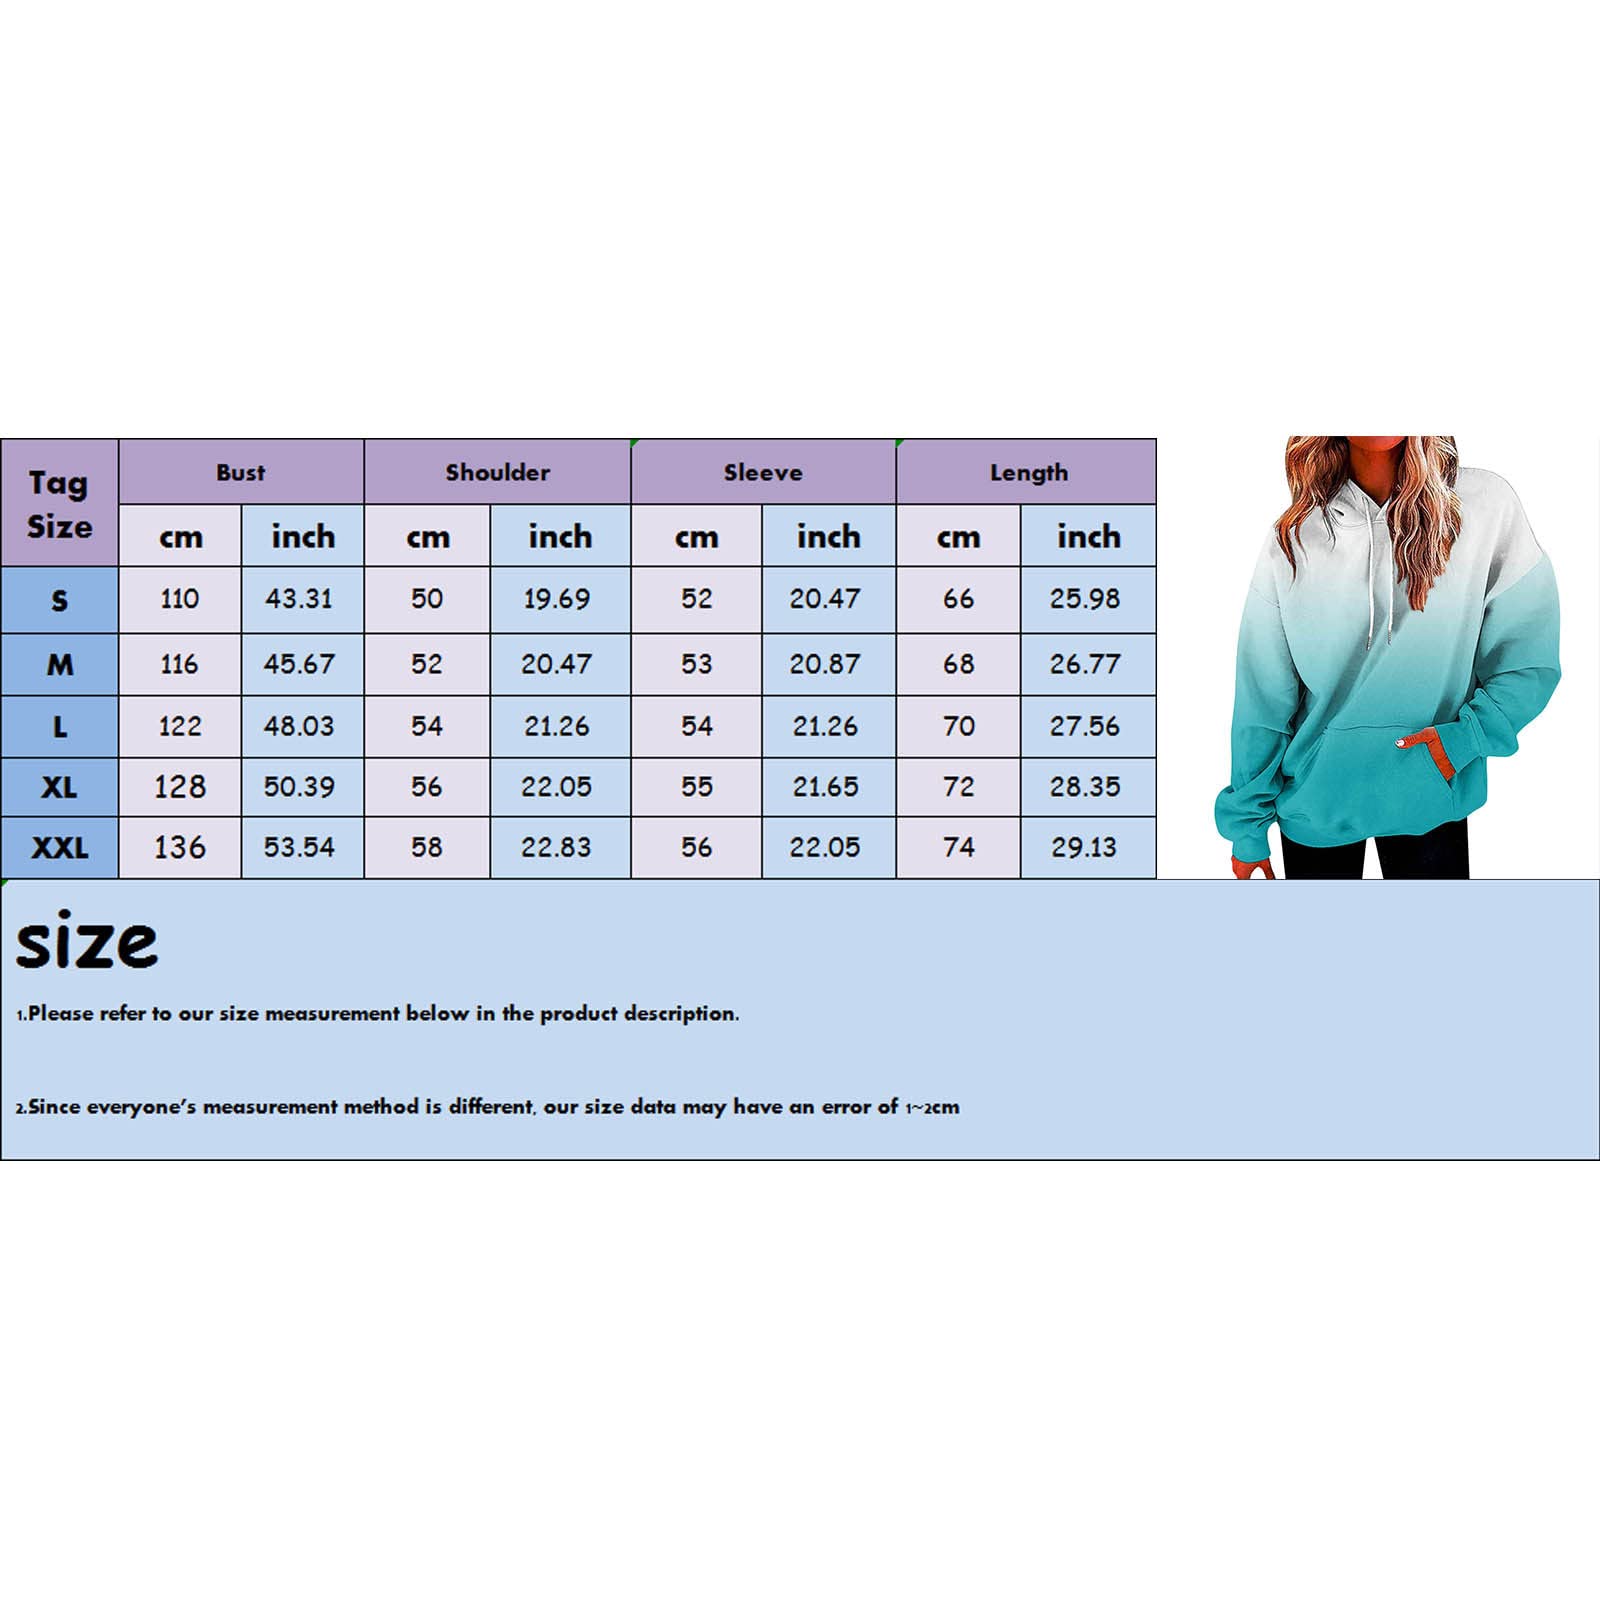 Tag Size Bust Shoulder Sleeve Length
cm inch cm inch cm inch cm inch
S 110 43.31 50 19.69 52 20.47 66 25.98
M 116 45.67 52 20.47 53 20.87 68 26.77
L 122 48.03 54 21.26 54 21.26 70 27.56
XL 128 50.39 56 22.05 55 21.65 72 28.35
XXL 136 53.54 58 22.83 56 22.05 74 29.13
size
1.Please refer to our size measurement below in the product description.
2.Since everyone's measurement method is different, our size data may have an error of 1~2cm